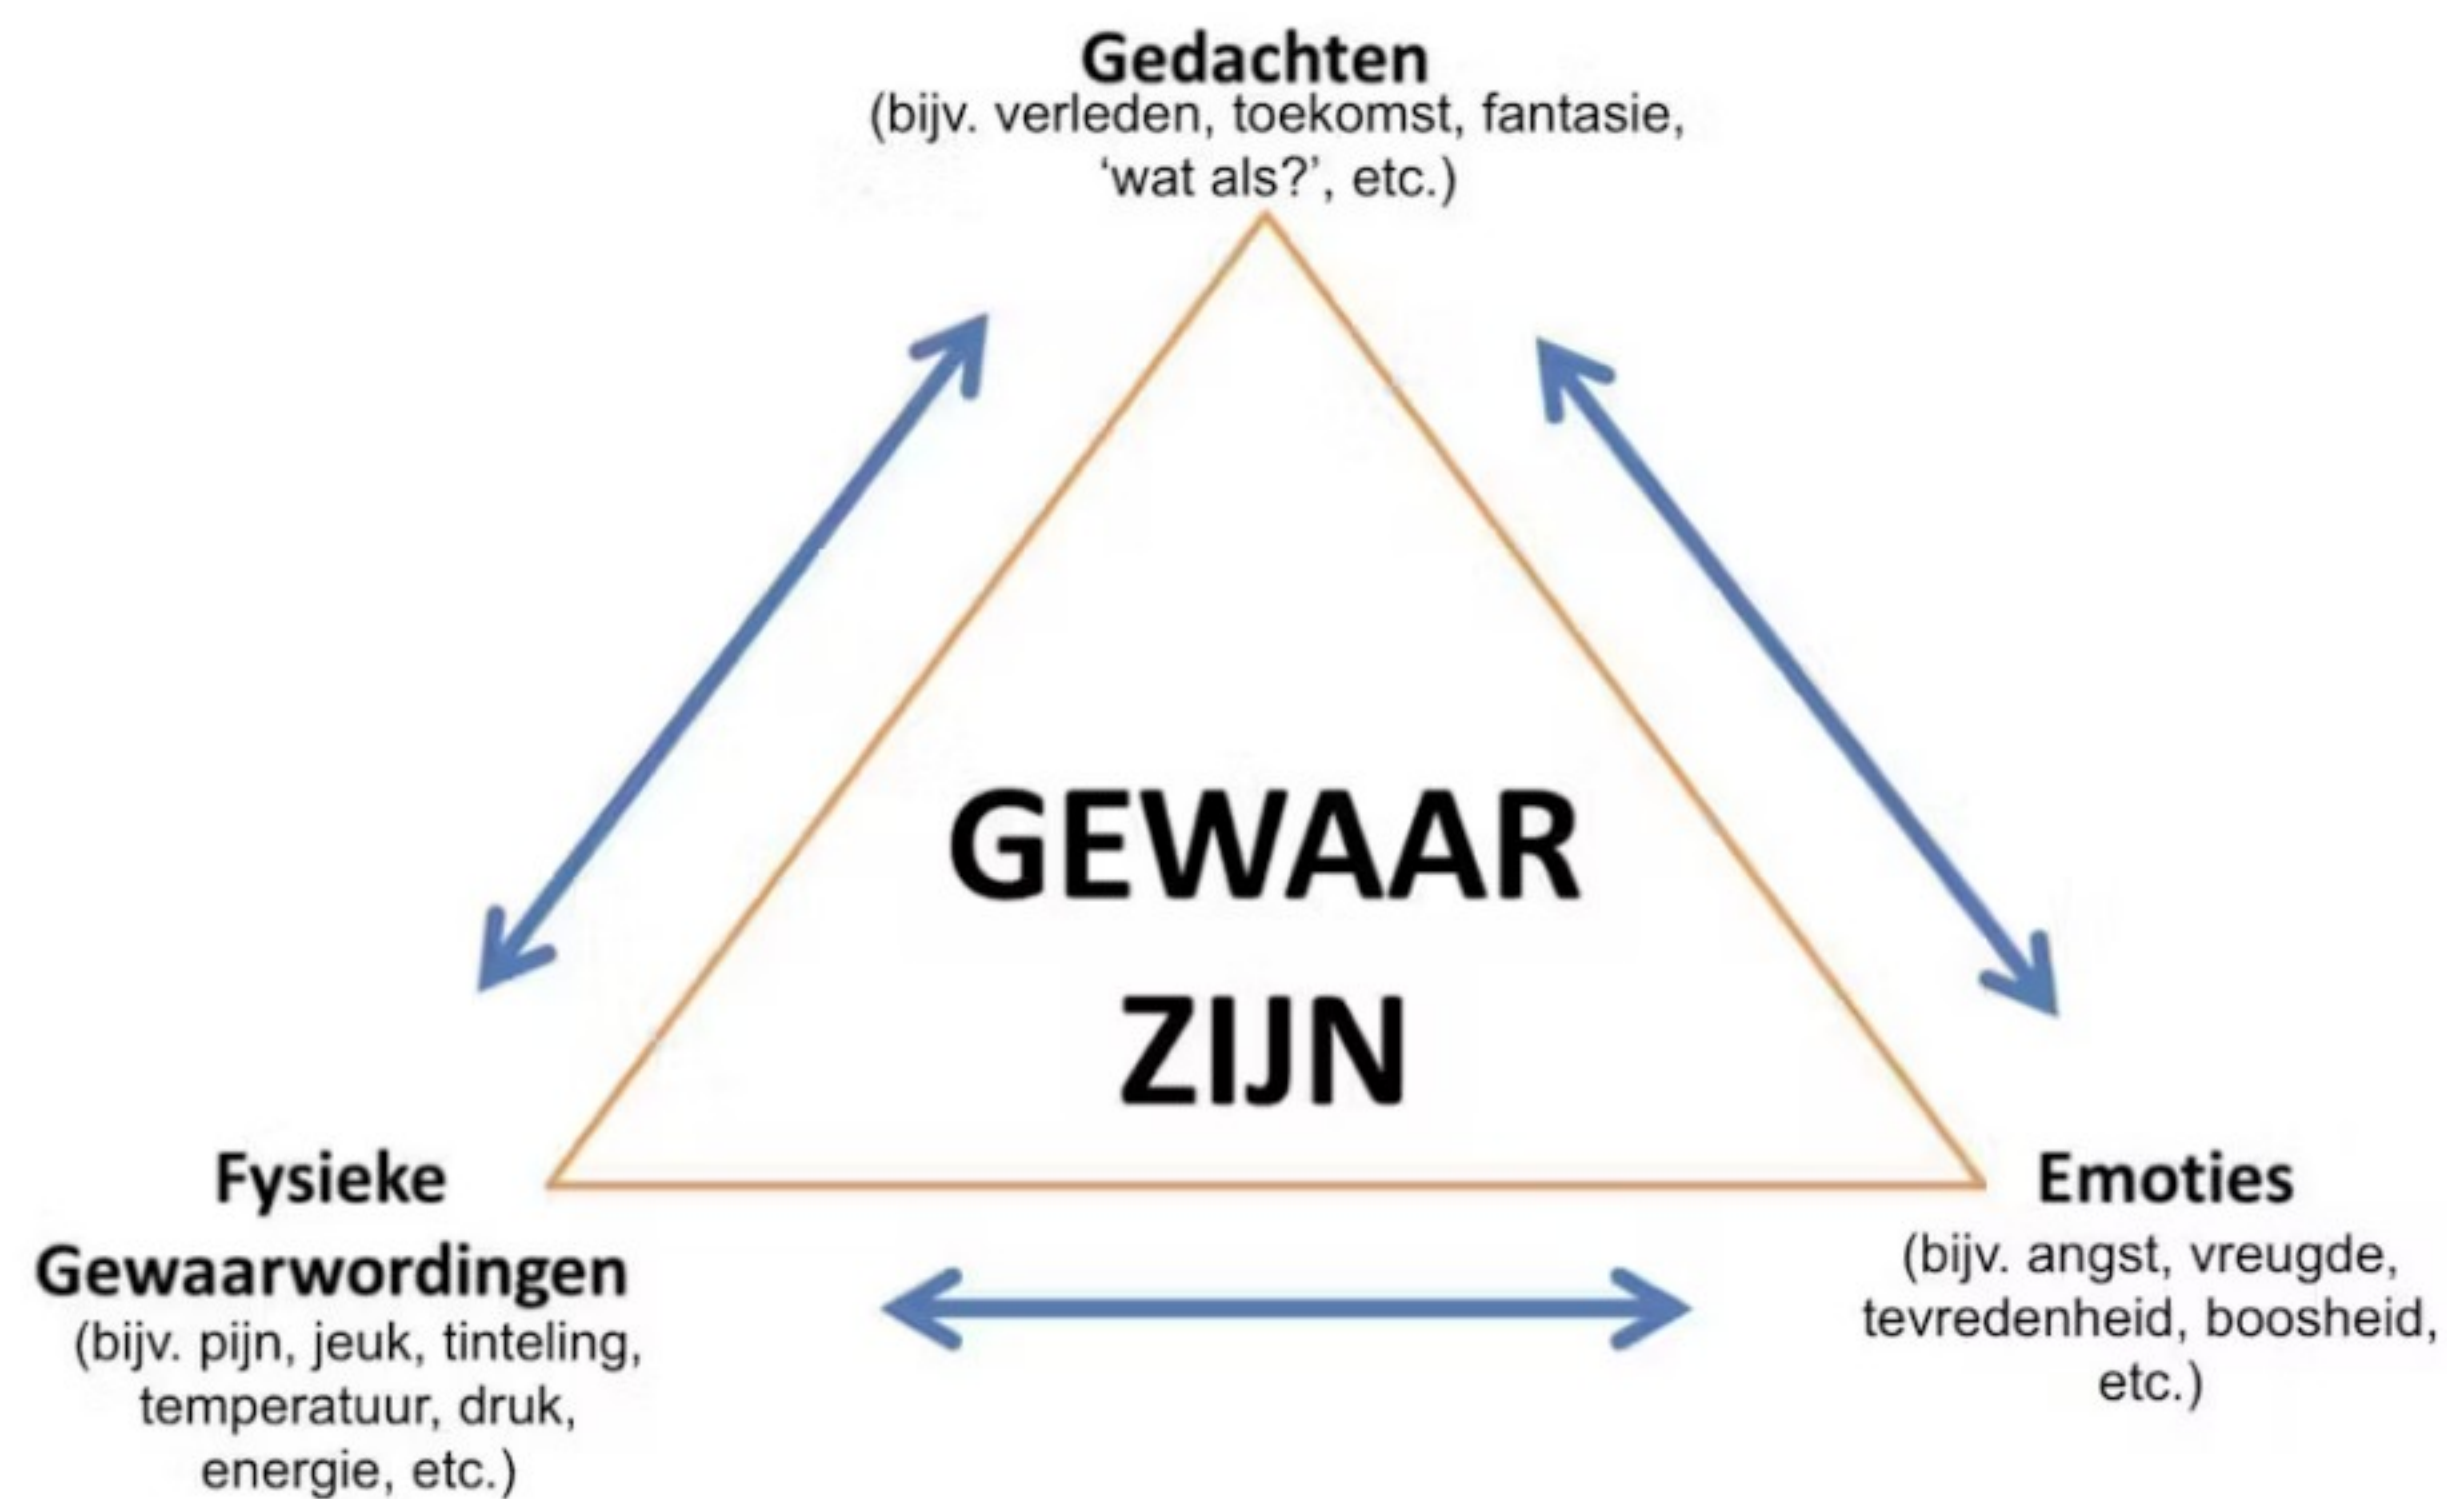 Gedachten
(bijv. verleden, toekomst, fantasie,
‘wat als?’, etc.)
GEWAAR
ZIJN
Fysieke
Gewaarwordingen
(bijv. pijn, jeuk, tinteling,
temperatuur, druk,
energie, etc.)
Emoties
(bijv. angst, vreugde,
tevredenheid, boosheid,
etc.)